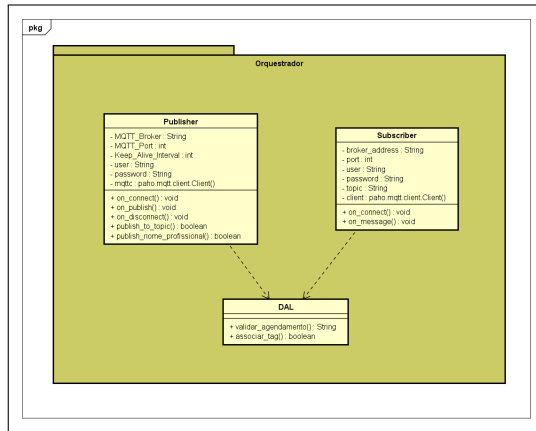 pkg
Orquestrador
Publisher
- MQTT_Broker : String
- MQTT_Port : int
- Keep_Alive_Interval : int
- user : String
- password : String
- mqttc : paho.mqtt.client.Client()
+ on_connect() : void
+ on_publish() : void
+ on_disconnect() : void
+ publish_to_topic() : boolean
+ publish_nome_profissional() : boolean
Subscriber
- broker_address : String
- port : int
- user : String
- password : String
- topic : String
- client : paho.mqtt.client.Client()
+ on_connect() : void
+ on_message() : void
DAL
+ validar_agendamento() : String
+ associar_tag() : boolean